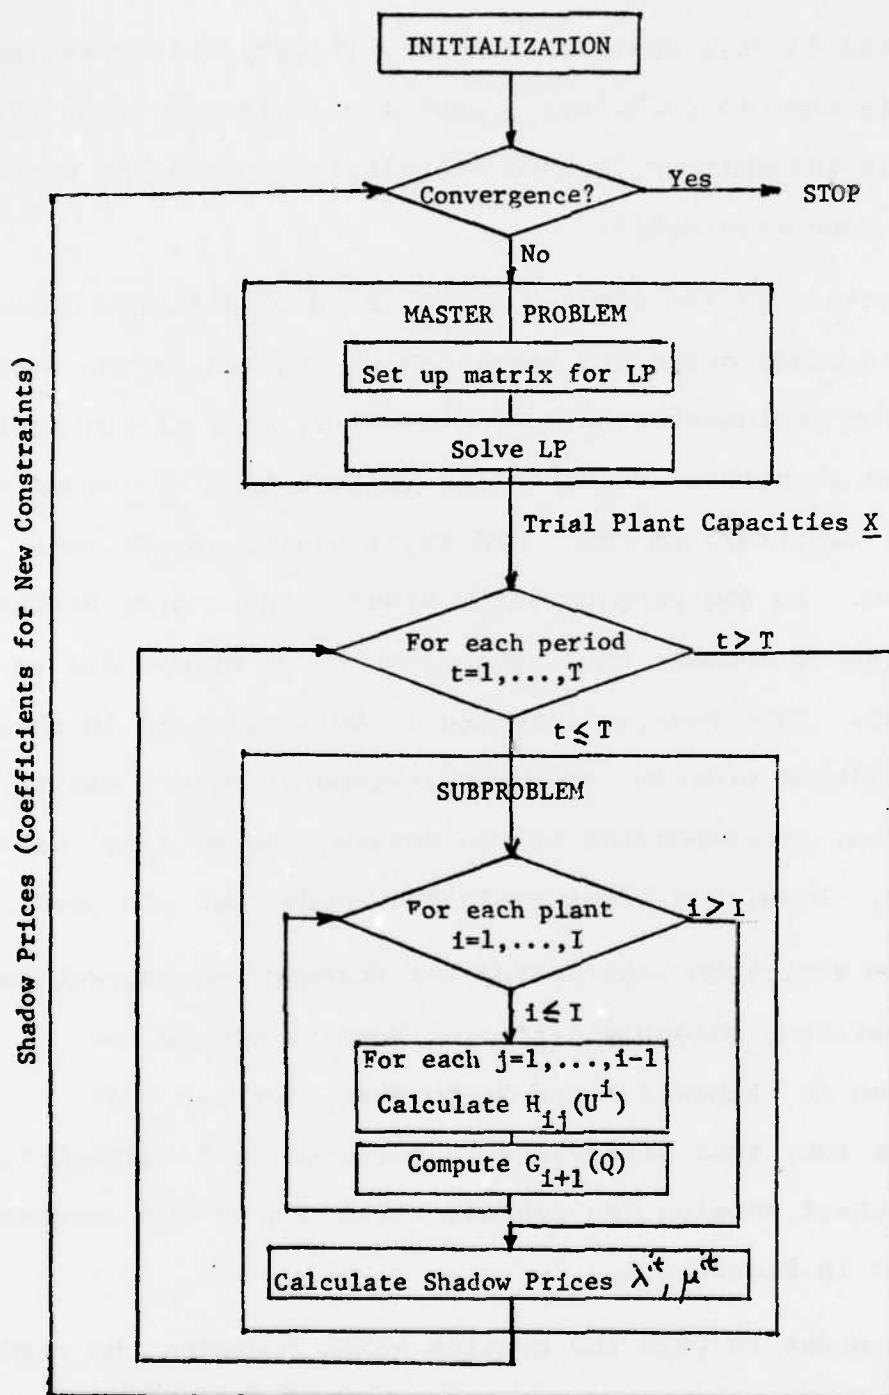 INITIALIZATION
Convergence?
Yes
STOP
No
MASTER PROBLEM
Set up matrix for LP
Solve LP
Trial Plant Capacities X
For each period
t=1,...,T
t > T
t ≤ T
SUBPROBLEM
For each plant
i=1,...,I
i > I
i ≤ I
For each j=1,...,i-1
Calculate H_ij(U^i)
Compute G_i+1(Q)
Calculate Shadow Prices λ^it, μ^it
Shadow Prices (Coefficients for New Constraints)